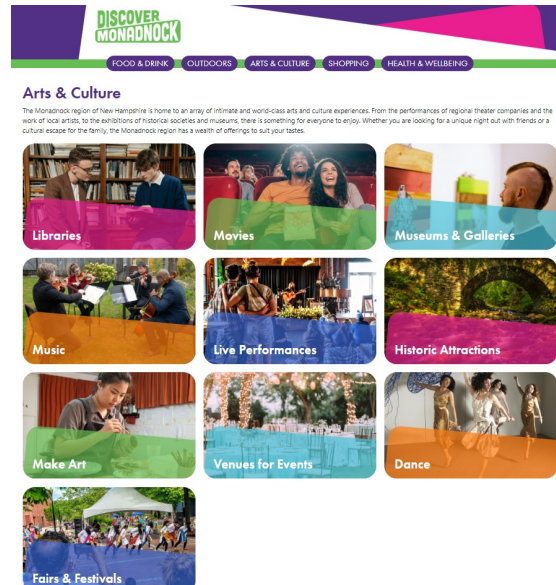 DISCOVER
MONADNOCK
FOOD & DRINK OUTDOORS ARTS & CULTURE SHOPPING HEALTH & WELLBEING
Arts & Culture
The Monadnock region of New Hampshire is home to an array of intimate and world-class arts and culture experiences. From the performances of regional theater companies and the
work of local artists, to the exhibitions of historical societies and museums, there is something for everyone to enjoy. Whether you are looking for a unique night out with friends or a
cultural escape for the family, the Monadnock region has a wealth of offerings to suit your tastes.
Libraries
Movies
Museums & Galleries
Music
Live Performances
Historic Attractions
Make Art
Venues for Events
Dance
Fairs & Festivals